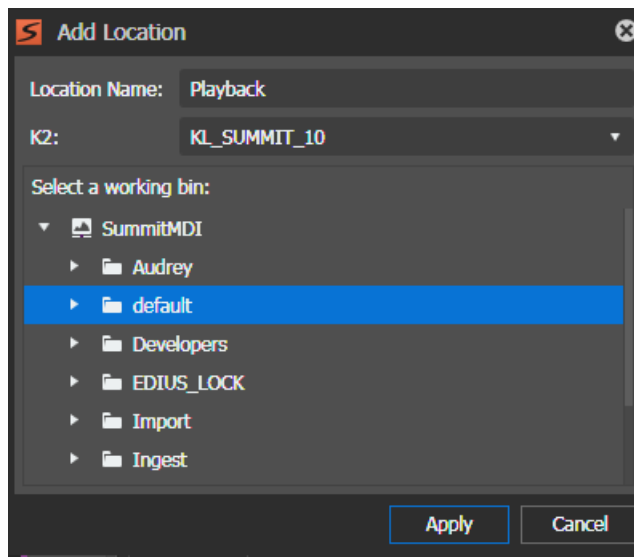 Add Location
Location Name: Playback
K2: KL_SUMMIT_10
Select a working bin:
SummitMDI
Audrey
default
Developers
EDIUS_LOCK
Import
Ingest
Apply Cancel